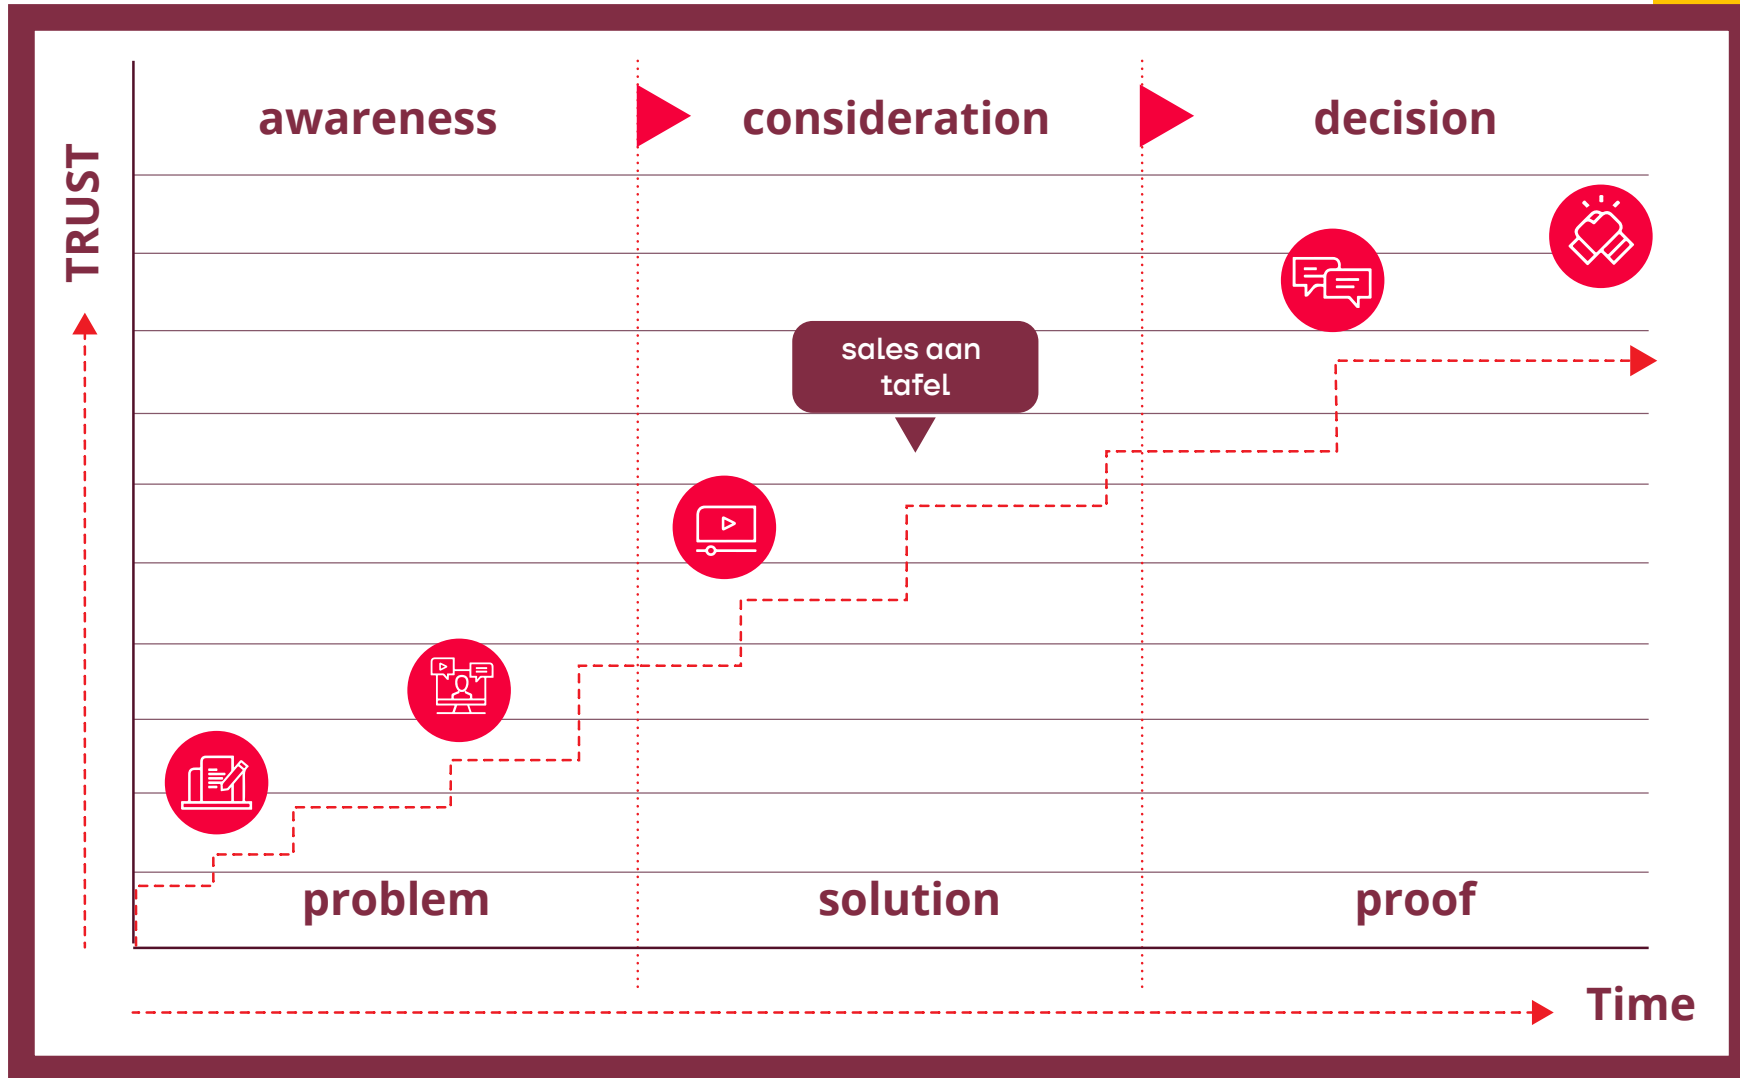 awareness
consideration
decision
TRUST
sales aan
tafel
problem
solution
proof
Time